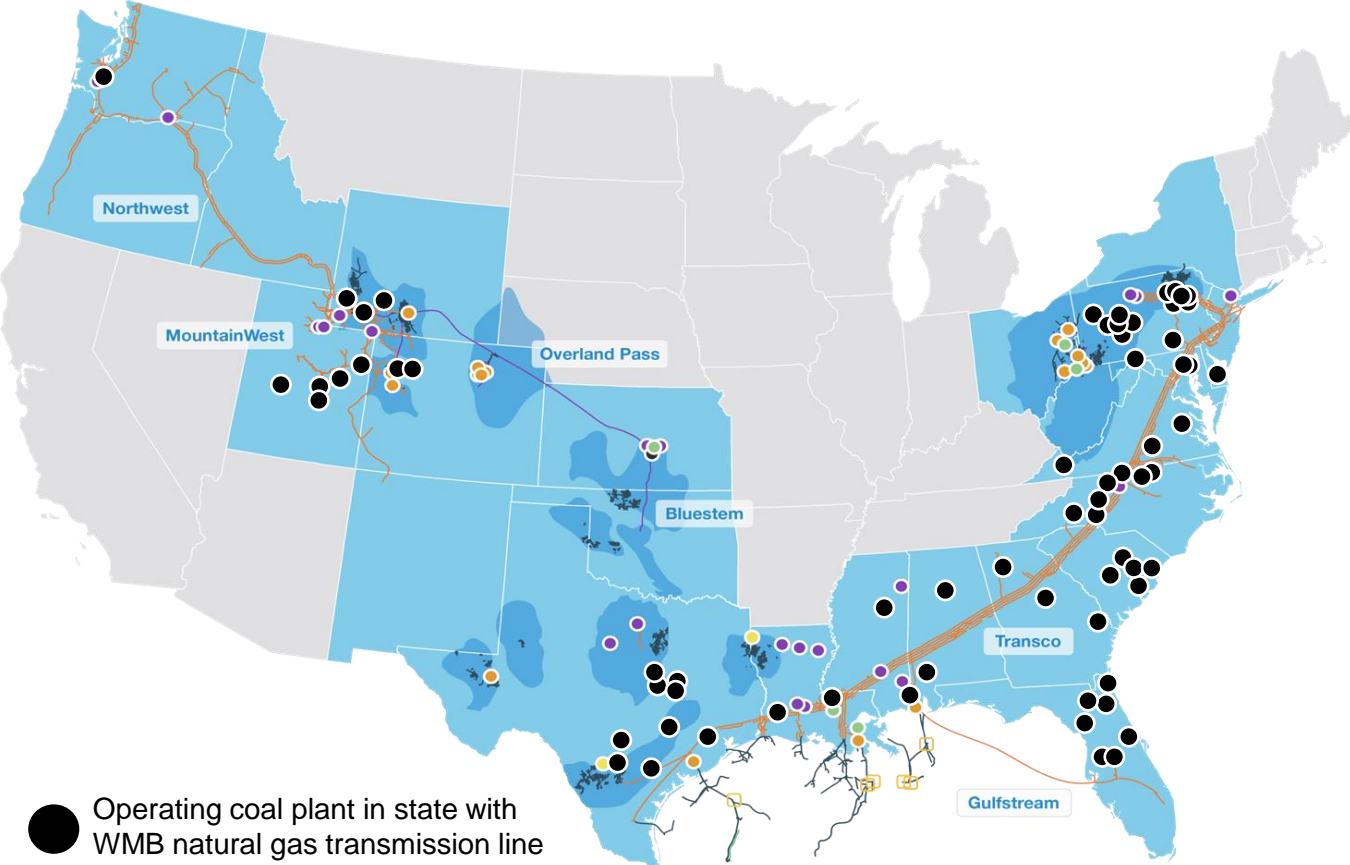 Northwest
MountainWest
Overland Pass
Bluestem
Transco
Gulfstream
Operating coal plant in state with
WMB natural gas transmission line